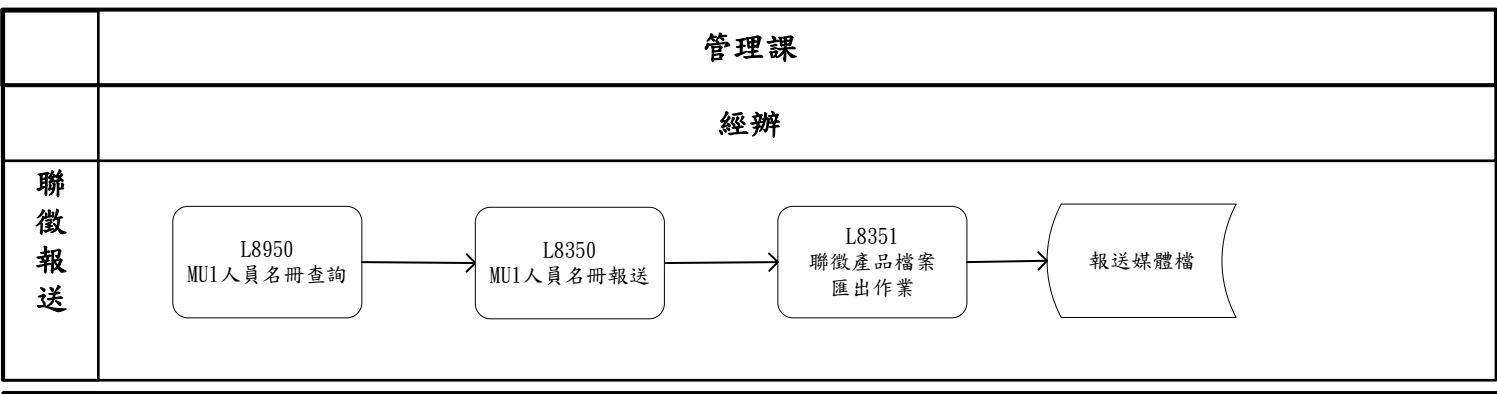 管理課
經辦
聯
徵
報
送
L8950
MU1人員名冊查詢
L8350
MU1人員名冊報送
L8351
聯徵產品檔案
匯出作業
報送媒體檔